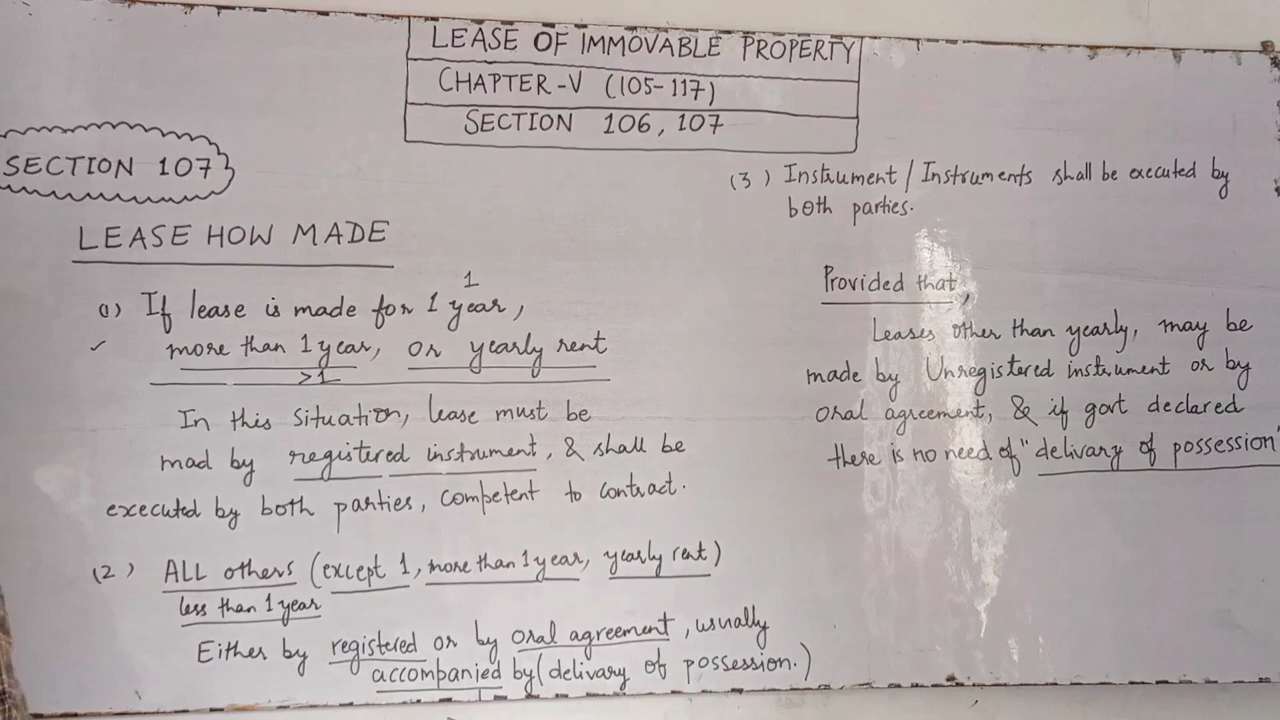 LEASE OF IMMOVABLE PROPERTY
CHAPTER-V (105-117)
SECTION 106, 107
SECTION 107
LEASE HOW MADE
(1) If lease is made for 1 year,
1
✓ more than 1 year, or yearly rent
>1
In this situation, lease must be
mad by registered instrument, & shall be
executed by both parties, competent to contract.
(2) ALL others (except 1, more than 1 year, yearly rent)
less than 1 year
Either by registered or by oral agreement, usually
accompanied by (delivary of possession.)
(3) Instrument/Instruments shall be executed by
both parties.
Provided that,
Leases other than yearly, may be
made by Unregistered instrument or by
oral agreement, & if govt declared
there is no need of "delivary of possession"